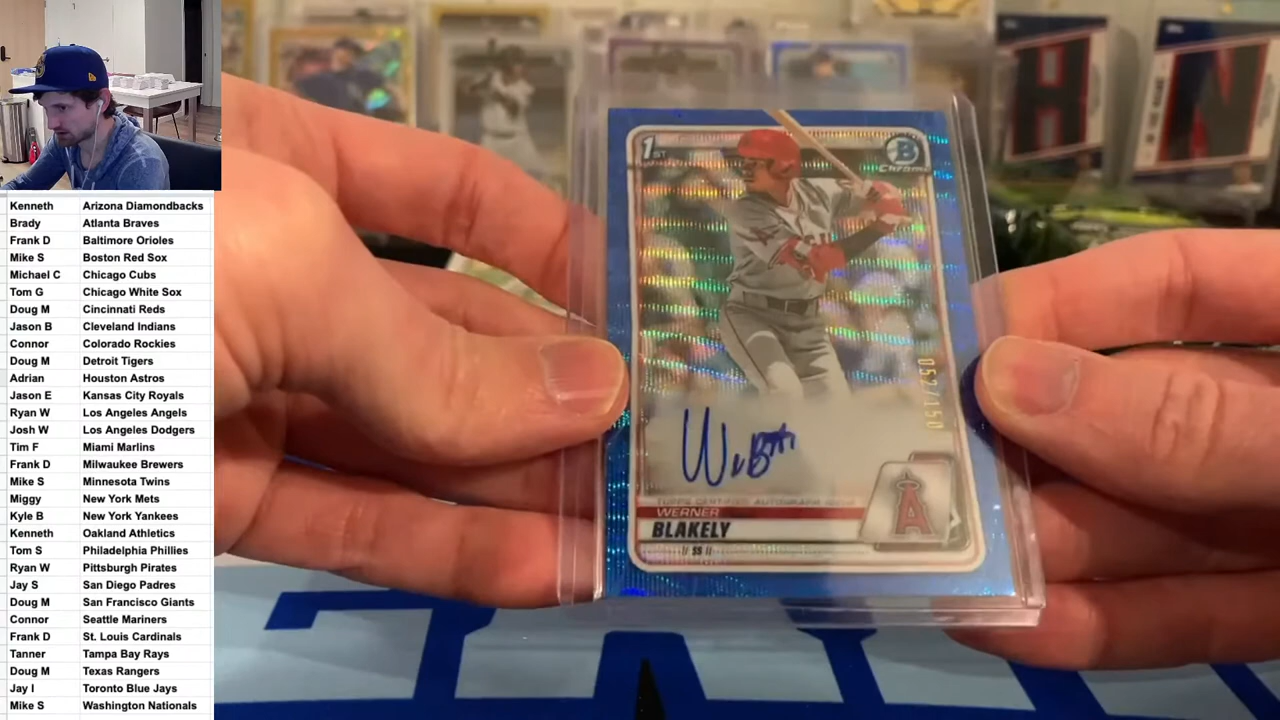 Kenneth Arizona Diamondbacks
Brady Atlanta Braves
Frank D Baltimore Orioles
Mike S Boston Red Sox
Michael C Chicago Cubs
Tom G Chicago White Sox
Doug M Cincinnati Reds
Jason B Cleveland Indians
Connor Colorado Rockies
Doug M Detroit Tigers
Adrian Houston Astros
Jason E Kansas City Royals
Ryan W Los Angeles Angels
Josh W Los Angeles Dodgers
Tim F Miami Marlins
Frank D Milwaukee Brewers
Mike S Minnesota Twins
Miggy New York Mets
Kyle B New York Yankees
Kenneth Oakland Athletics
Tom S Philadelphia Phillies
Ryan W Pittsburgh Pirates
Jay S San Diego Padres
Doug M San Francisco Giants
Connor Seattle Mariners
Frank D St. Louis Cardinals
Tanner Tampa Bay Rays
Doug M Texas Rangers
Jay I Toronto Blue Jays
Mike S Washington Nationals
1ST
B
Chrome
052/150
TOPPS CERTIFIED AUTOGRAPH ISSUE
WERNER
BLAKELY
// SS //
A
H
N